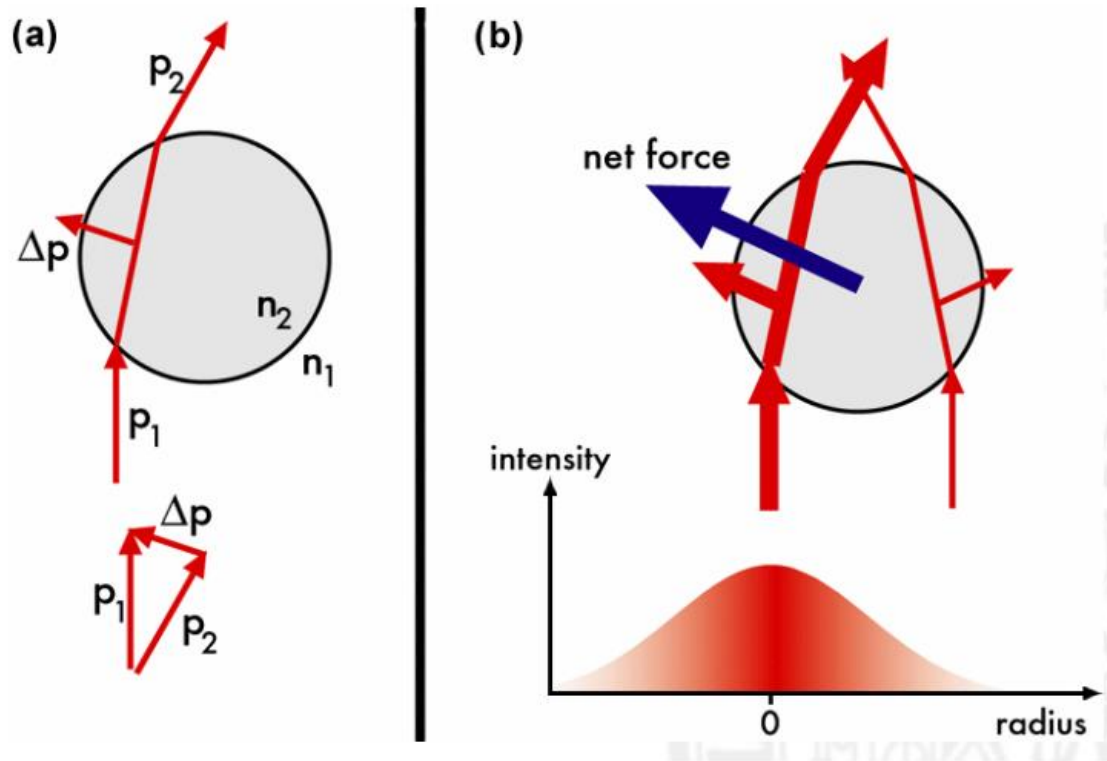 (a)
p₂
Δp
n₂
n₁
p₁
Δp
p₁
p₂
(b)
net force
intensity
0
radius